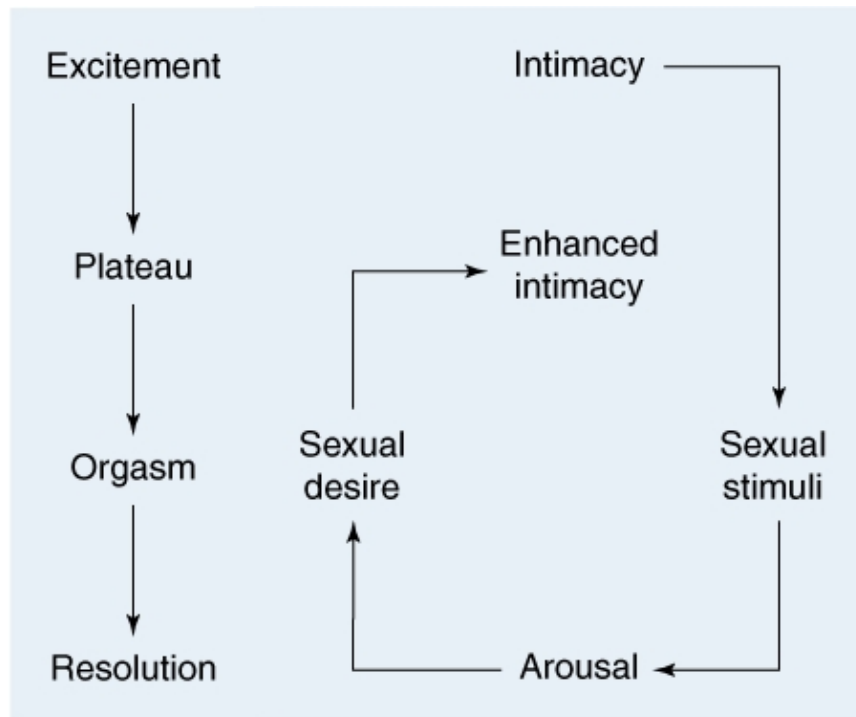 Excitement
Plateau
Orgasm
Resolution
Intimacy
Sexual
stimuli
Arousal
Sexual
desire
Enhanced
intimacy